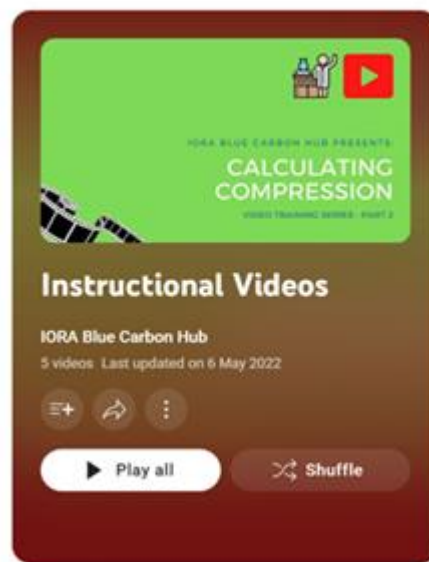 IORA BLUE CARBON HUB PRESENTS:
CALCULATING
COMPRESSION
VIDEO TRAINING SERIES - PART 2
Instructional Videos
IORA Blue Carbon Hub
5 videos Last updated on 6 May 2022
Play all
Shuffle